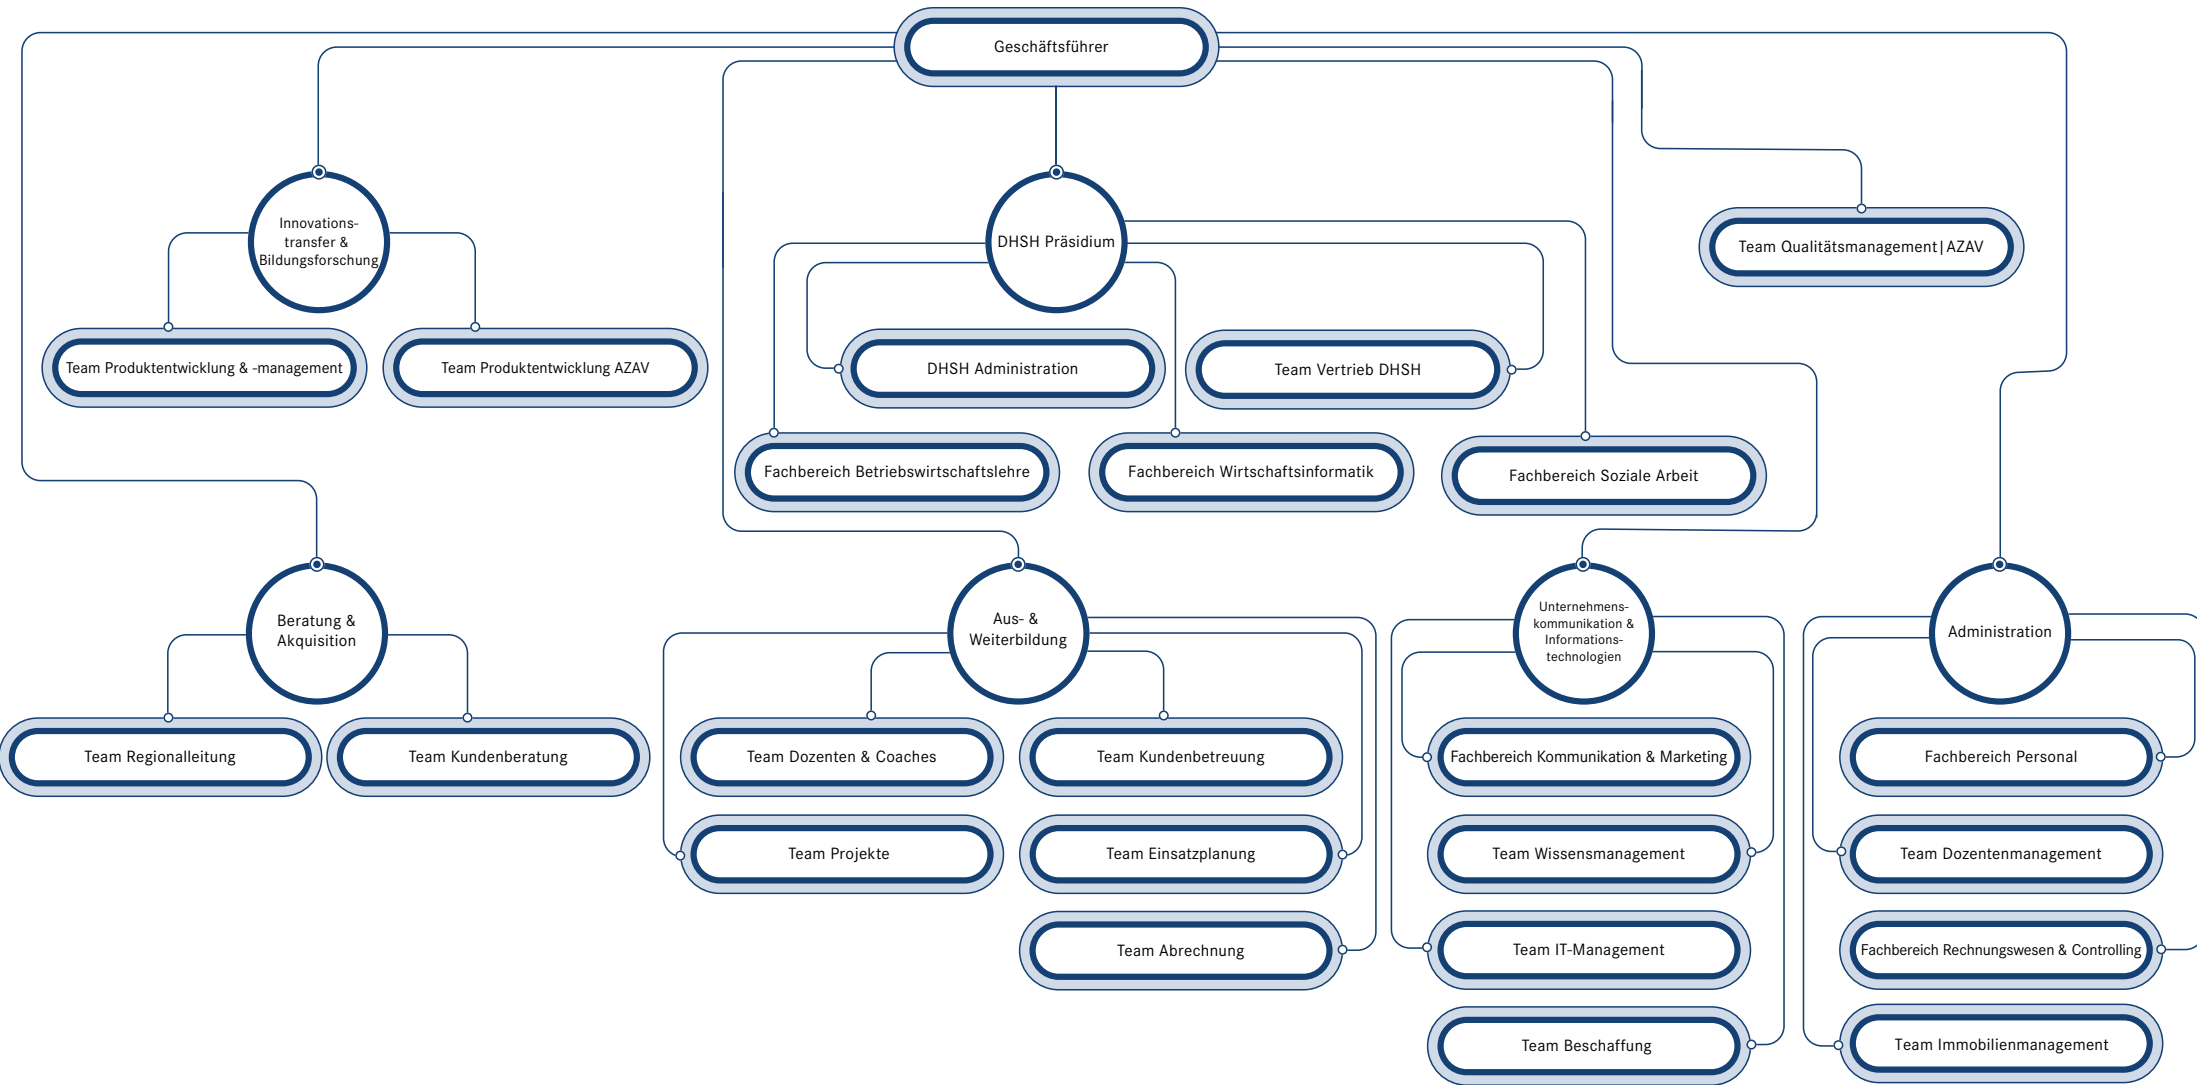 Geschäftsführer
Innovations-
transfer &
Bildungsforschung
DHSH Präsidium
Team Qualitätsmanagement|AZAV
Team Produktentwicklung & -management
Team Produktentwicklung AZAV
DHSH Administration
Team Vertrieb DHSH
Fachbereich Betriebswirtschaftslehre
Fachbereich Wirtschaftsinformatik
Fachbereich Soziale Arbeit
Beratung &
Akquisition
Aus- &
Weiterbildung
Unternehmens-
kommunikation &
Informations-
technologien
Administration
Team Regionalleitung
Team Kundenberatung
Team Dozenten & Coaches
Team Kundenbetreuung
Fachbereich Kommunikation & Marketing
Fachbereich Personal
Team Projekte
Team Einsatzplanung
Team Wissensmanagement
Team Dozentenmanagement
Team Abrechnung
Team IT-Management
Fachbereich Rechnungswesen & Controlling
Team Beschaffung
Team Immobilienmanagement